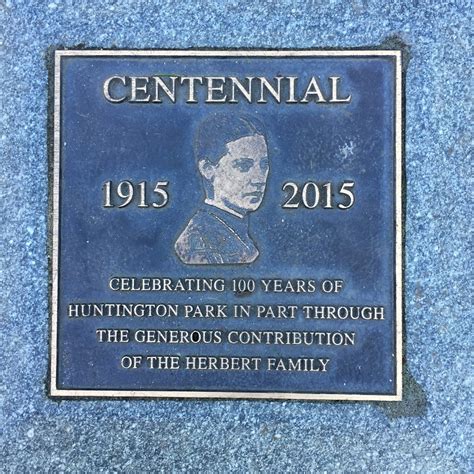 CENTENNIAL
1915 2015
CELEBRATING 100 YEARS OF
HUNTINGTON PARK IN PART THROUGH
THE GENEROUS CONTRIBUTION
OF THE HERBERT FAMILY